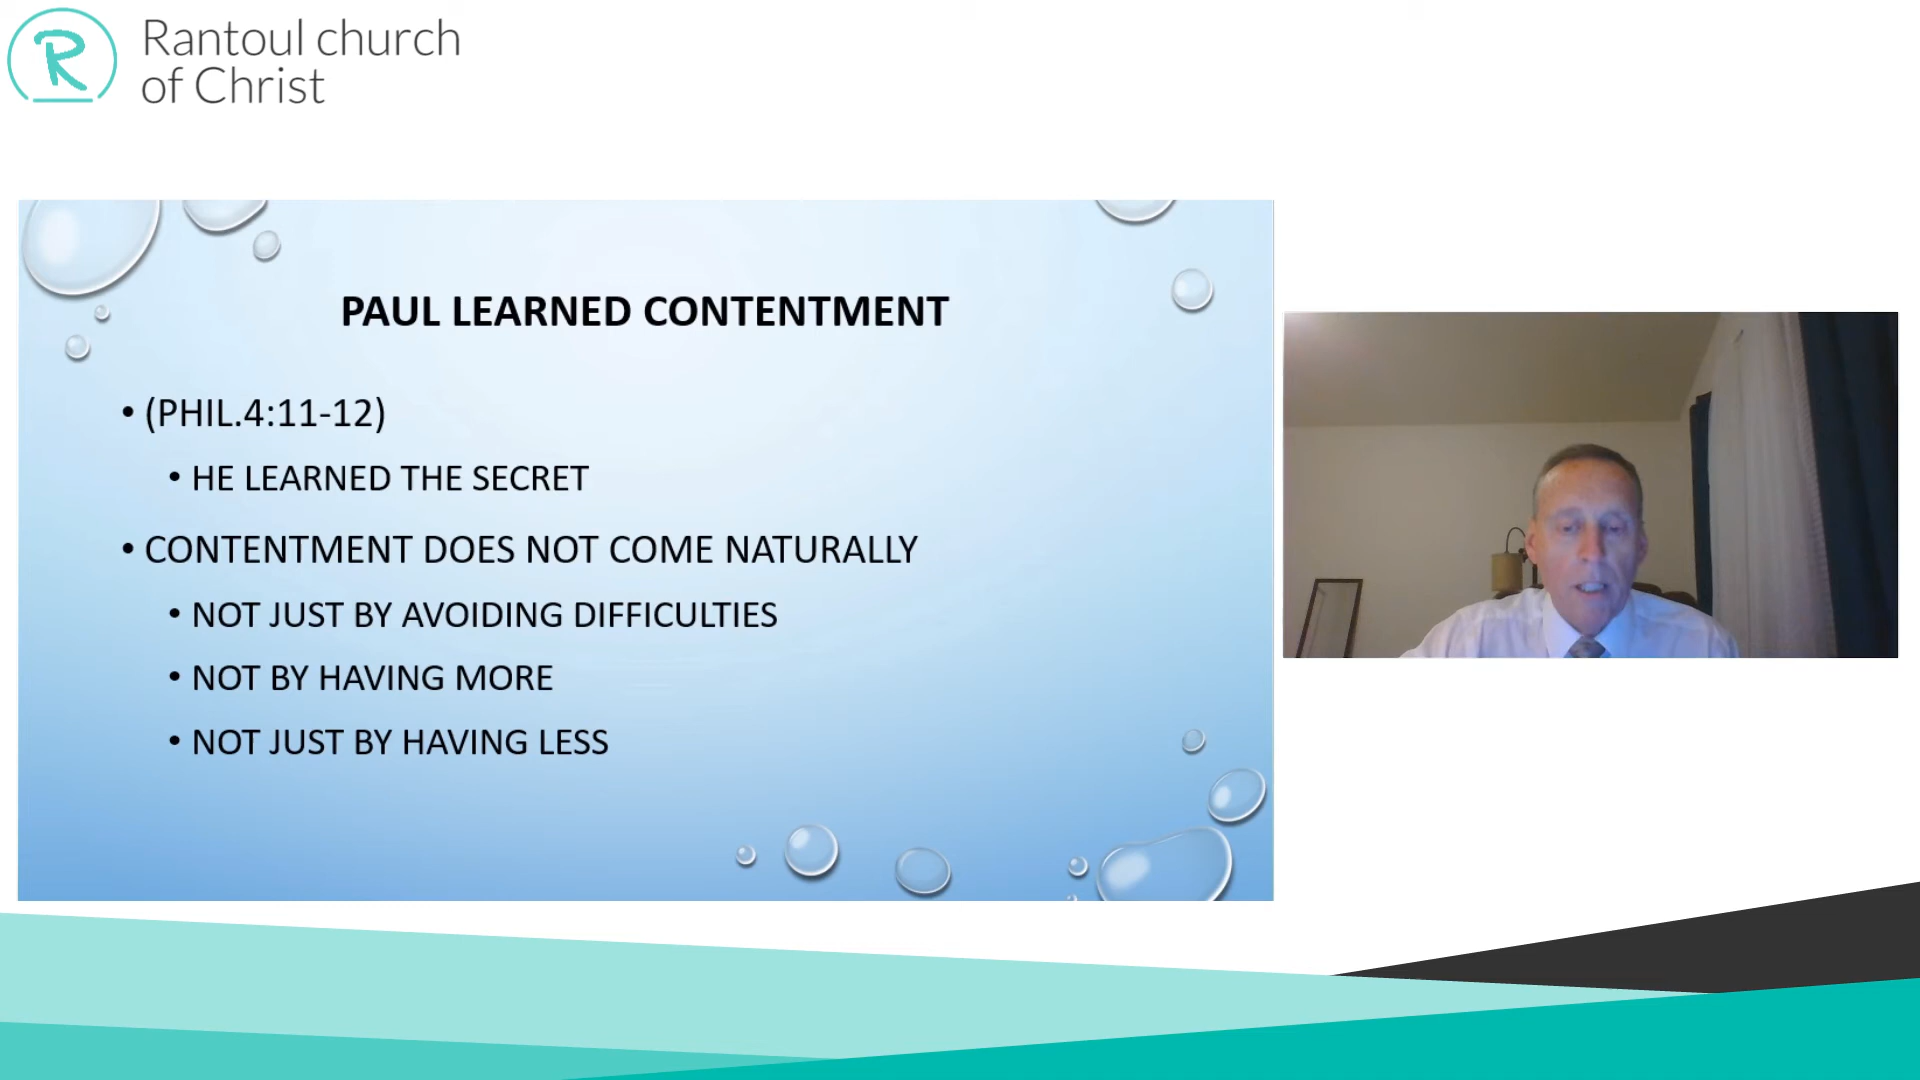 Rantoul church
of Christ
PAUL LEARNED CONTENTMENT
• (PHIL.4:11-12)
• HE LEARNED THE SECRET
• CONTENTMENT DOES NOT COME NATURALLY
• NOT JUST BY AVOIDING DIFFICULTIES
• NOT BY HAVING MORE
• NOT JUST BY HAVING LESS